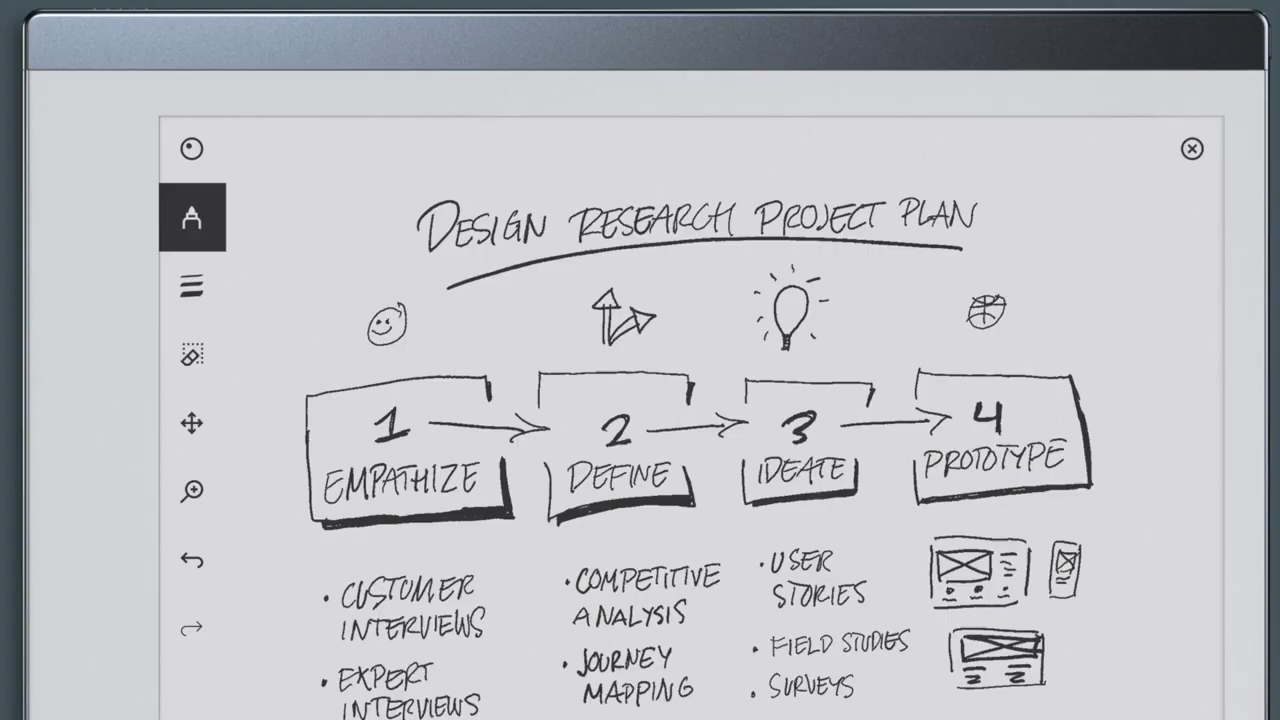 DESIGN RESEARCH PROJECT PLAN
1
EMPATHIZE
2
DEFINE
3
IDEATE
4
PROTOTYPE
• CUSTOMER
INTERVIEWS
• EXPERT
INTERVIEWS
• COMPETITIVE
ANALYSIS
• JOURNEY
MAPPING
• USER
STORIES
• FIELD STUDIES
• SURVEYS